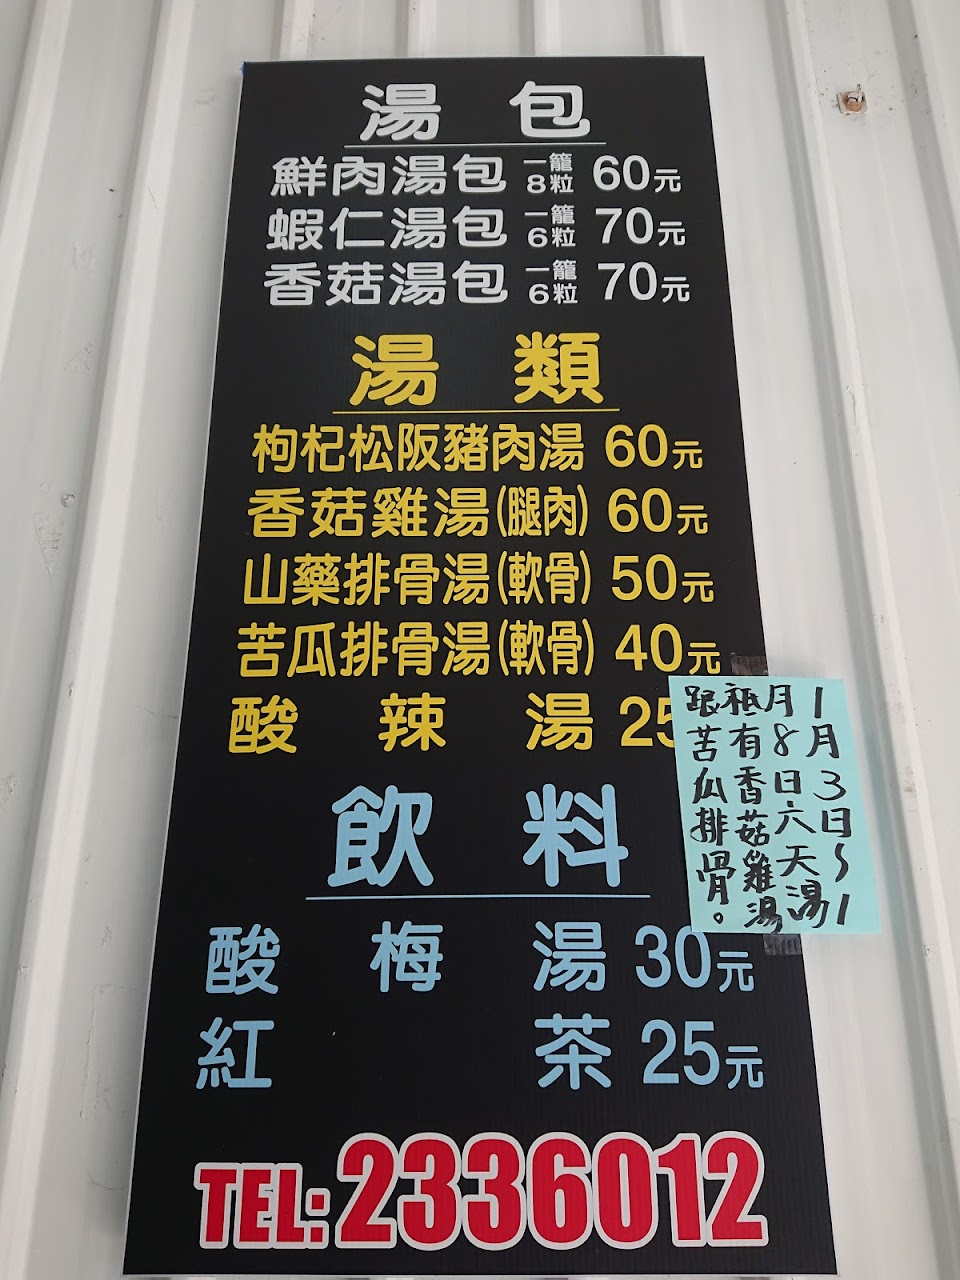 湯包
鮮肉湯包 一籠8粒 60元
蝦仁湯包 一籠6粒 70元
香菇湯包 一籠6粒 70元
湯類
枸杞松阪豬肉湯 60元
香菇雞湯(腿肉) 60元
山藥排骨湯(軟骨) 50元
苦瓜排骨湯(軟骨) 40元
酸辣湯 25
飲料
酸梅湯 30元
紅茶 25元
TEL:2336012
1月3日~1
月8日六天湯
有香菇雞湯
跟苦瓜排骨。